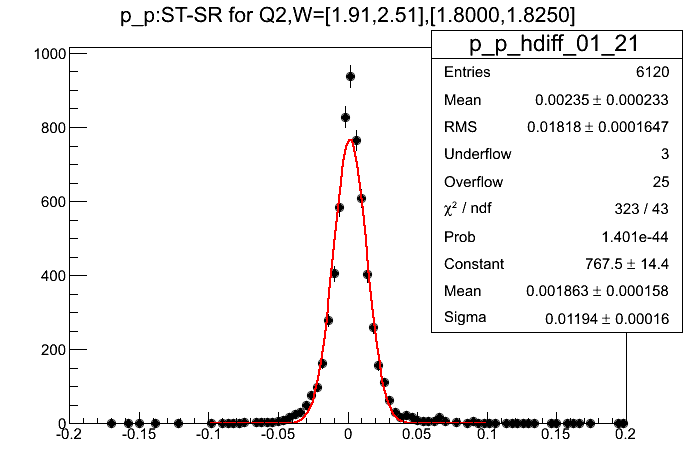 p_p:ST-SR for Q2,W=[1.91,2.51],[1.8000,1.8250]
p_p_hdiff_01_21
Entries 6120
Mean 0.00235 ± 0.000233
RMS 0.01818 ± 0.0001647
Underflow 3
Overflow 25
χ² / ndf 323 / 43
Prob 1.401e-44
Constant 767.5 ± 14.4
Mean 0.001863 ± 0.000158
Sigma 0.01194 ± 0.00016
1000
800
600
400
200
0
-0.2 -0.15 -0.1 -0.05 0 0.05 0.1 0.15 0.2